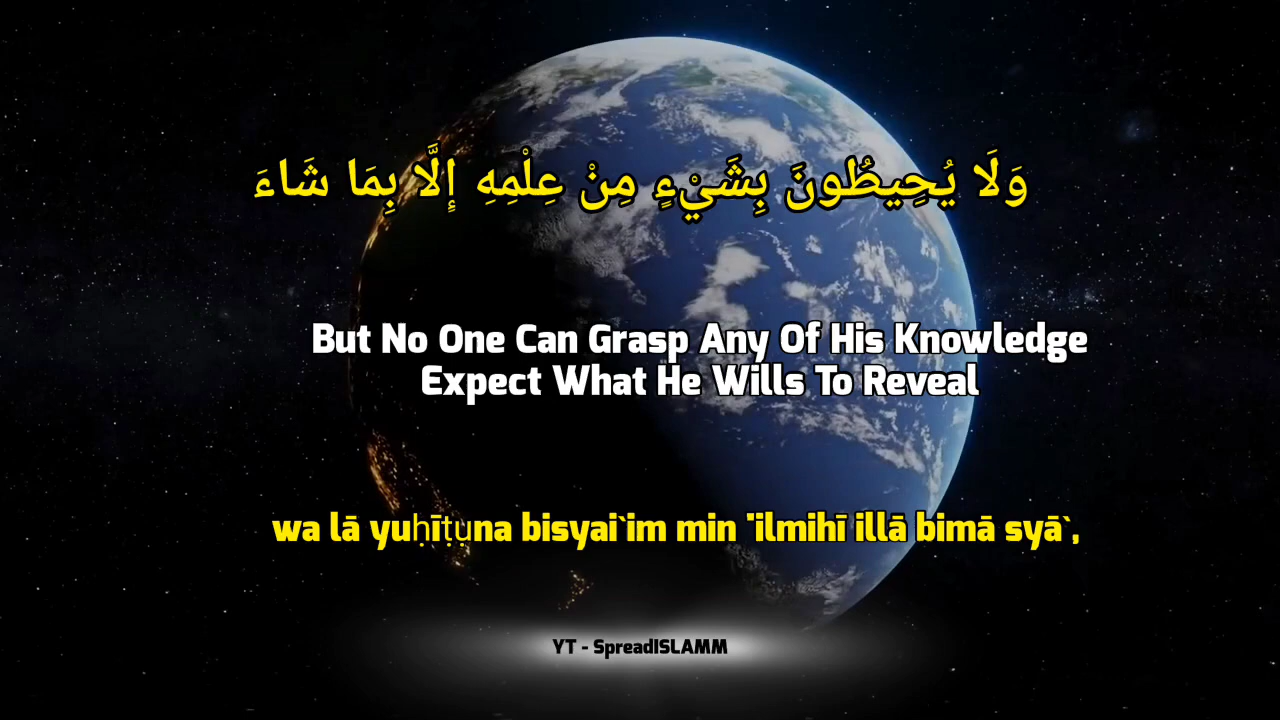 وَلَا يُحِيطُونَ بِشَيْءٍ مِنْ عِلْمِهِ إِلَّا بِمَا شَاءَ
But No One Can Grasp Any Of His Knowledge
Expect What He Wills To Reveal
wa lā yuḥīṭụna bisyai`im min "ilmihī illā bimā syā`,
YT - SpreadISLAMM